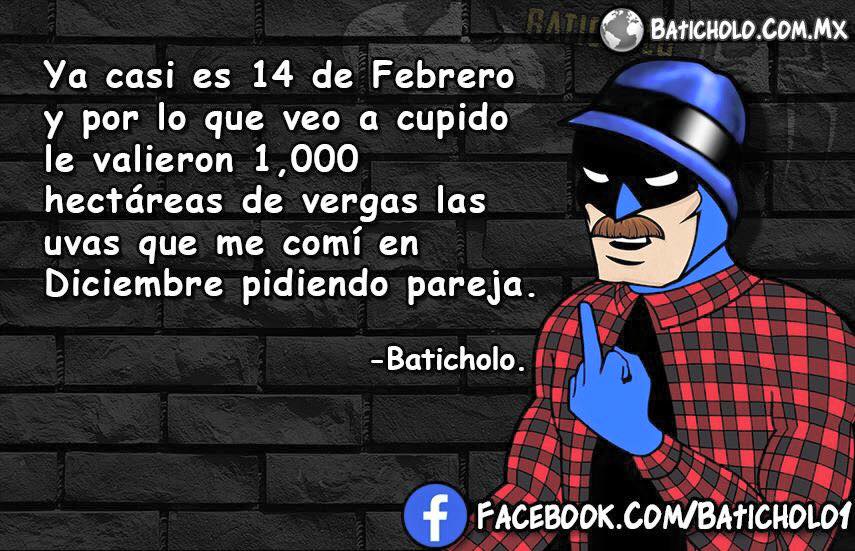 BATICHOLO.COM.MX
Ya casi es 14 de Febrero
y por lo que veo a cupido
le valieron 1,000
hectáreas de vergas las
uvas que me comí en
Diciembre pidiendo pareja.
-Baticholo.
f FACEBOOK.COM/BATICHOLO1